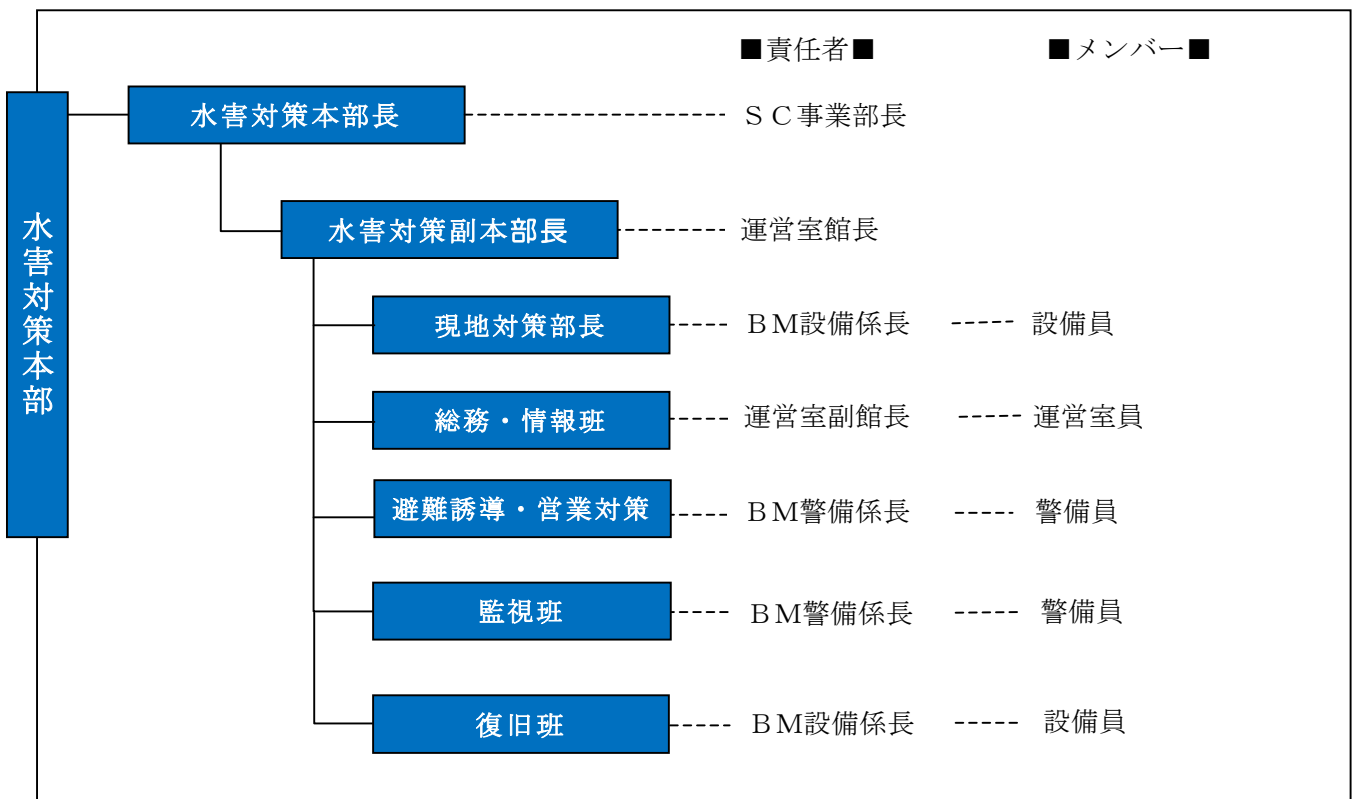 ■責任者■ ■メンバー■
水害対策本部
水害対策本部長 ＳＣ事業部長
水害対策副本部長 運営室館長
現地対策部長 ＢＭ設備係長 設備員
総務・情報班 運営室副館長 運営室員
避難誘導・営業対策 ＢＭ警備係長 警備員
監視班 ＢＭ警備係長 警備員
復旧班 ＢＭ設備係長 設備員